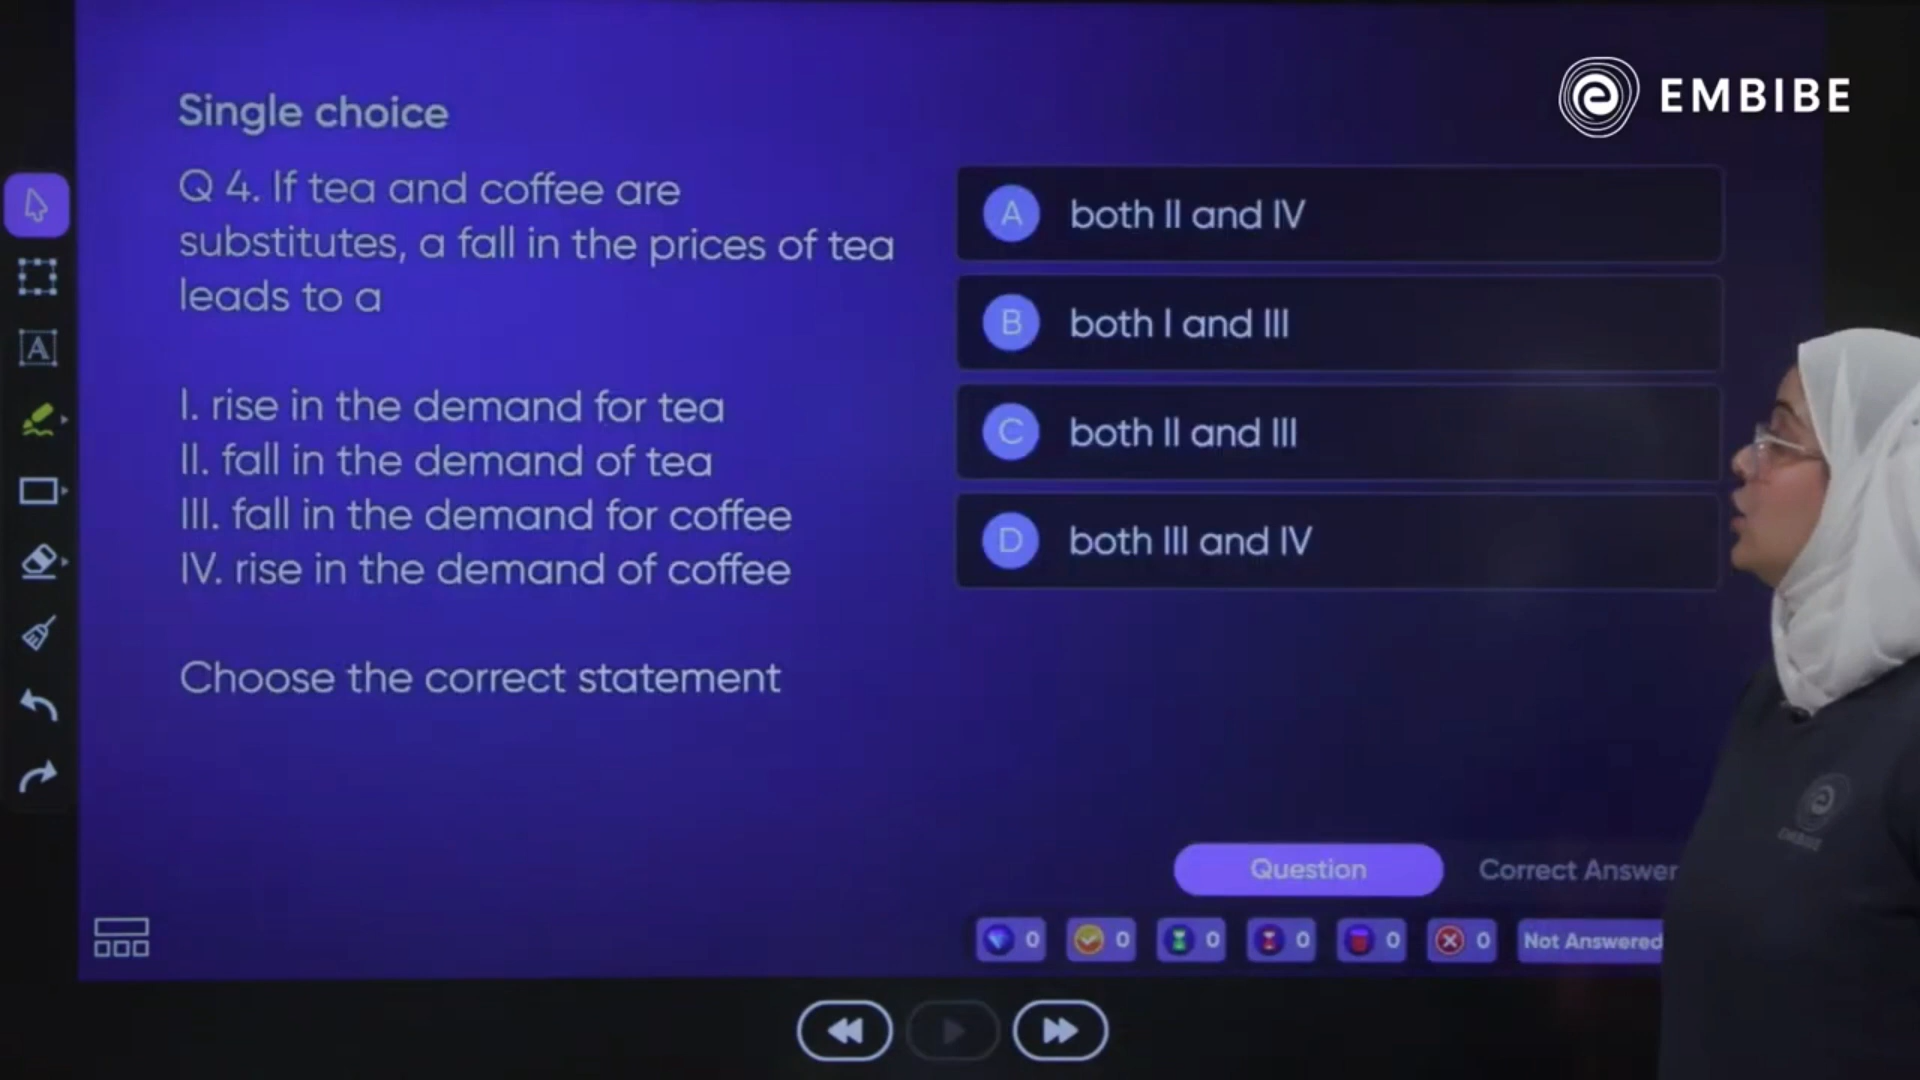 EMBIBE
Single choice
Q 4. If tea and coffee are
substitutes, a fall in the prices of tea
leads to a
I. rise in the demand for tea
II. fall in the demand of tea
III. fall in the demand for coffee
IV. rise in the demand of coffee
Choose the correct statement
A both II and IV
B both I and III
C both II and III
D both III and IV
Question Correct Answer
0 0 0 0 0 0 Not Answered
A
EMBIBE